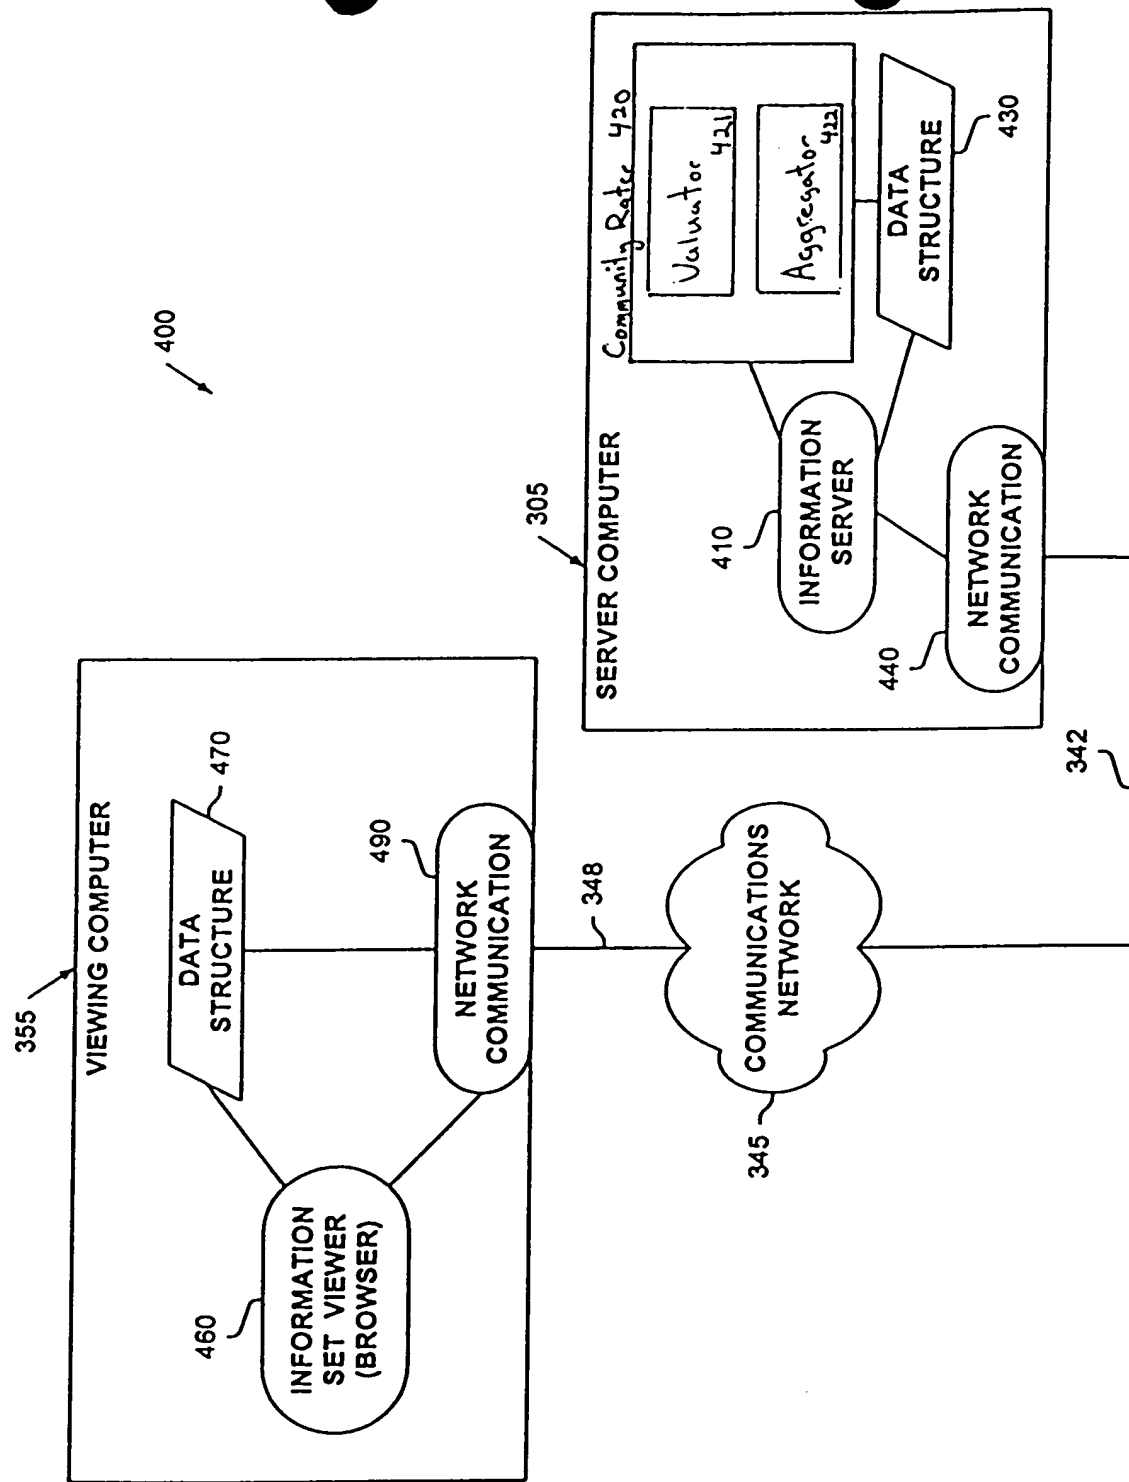 400
355
VIEWING COMPUTER
470
DATA
STRUCTURE
460
INFORMATION
SET VIEWER
(BROWSER)
490
NETWORK
COMMUNICATION
348
COMMUNICATIONS
NETWORK
345
342
305
SERVER COMPUTER
Community Rater 420
Valuator
421
Aggregator
422
410
INFORMATION
SERVER
DATA
STRUCTURE
430
440
NETWORK
COMMUNICATION